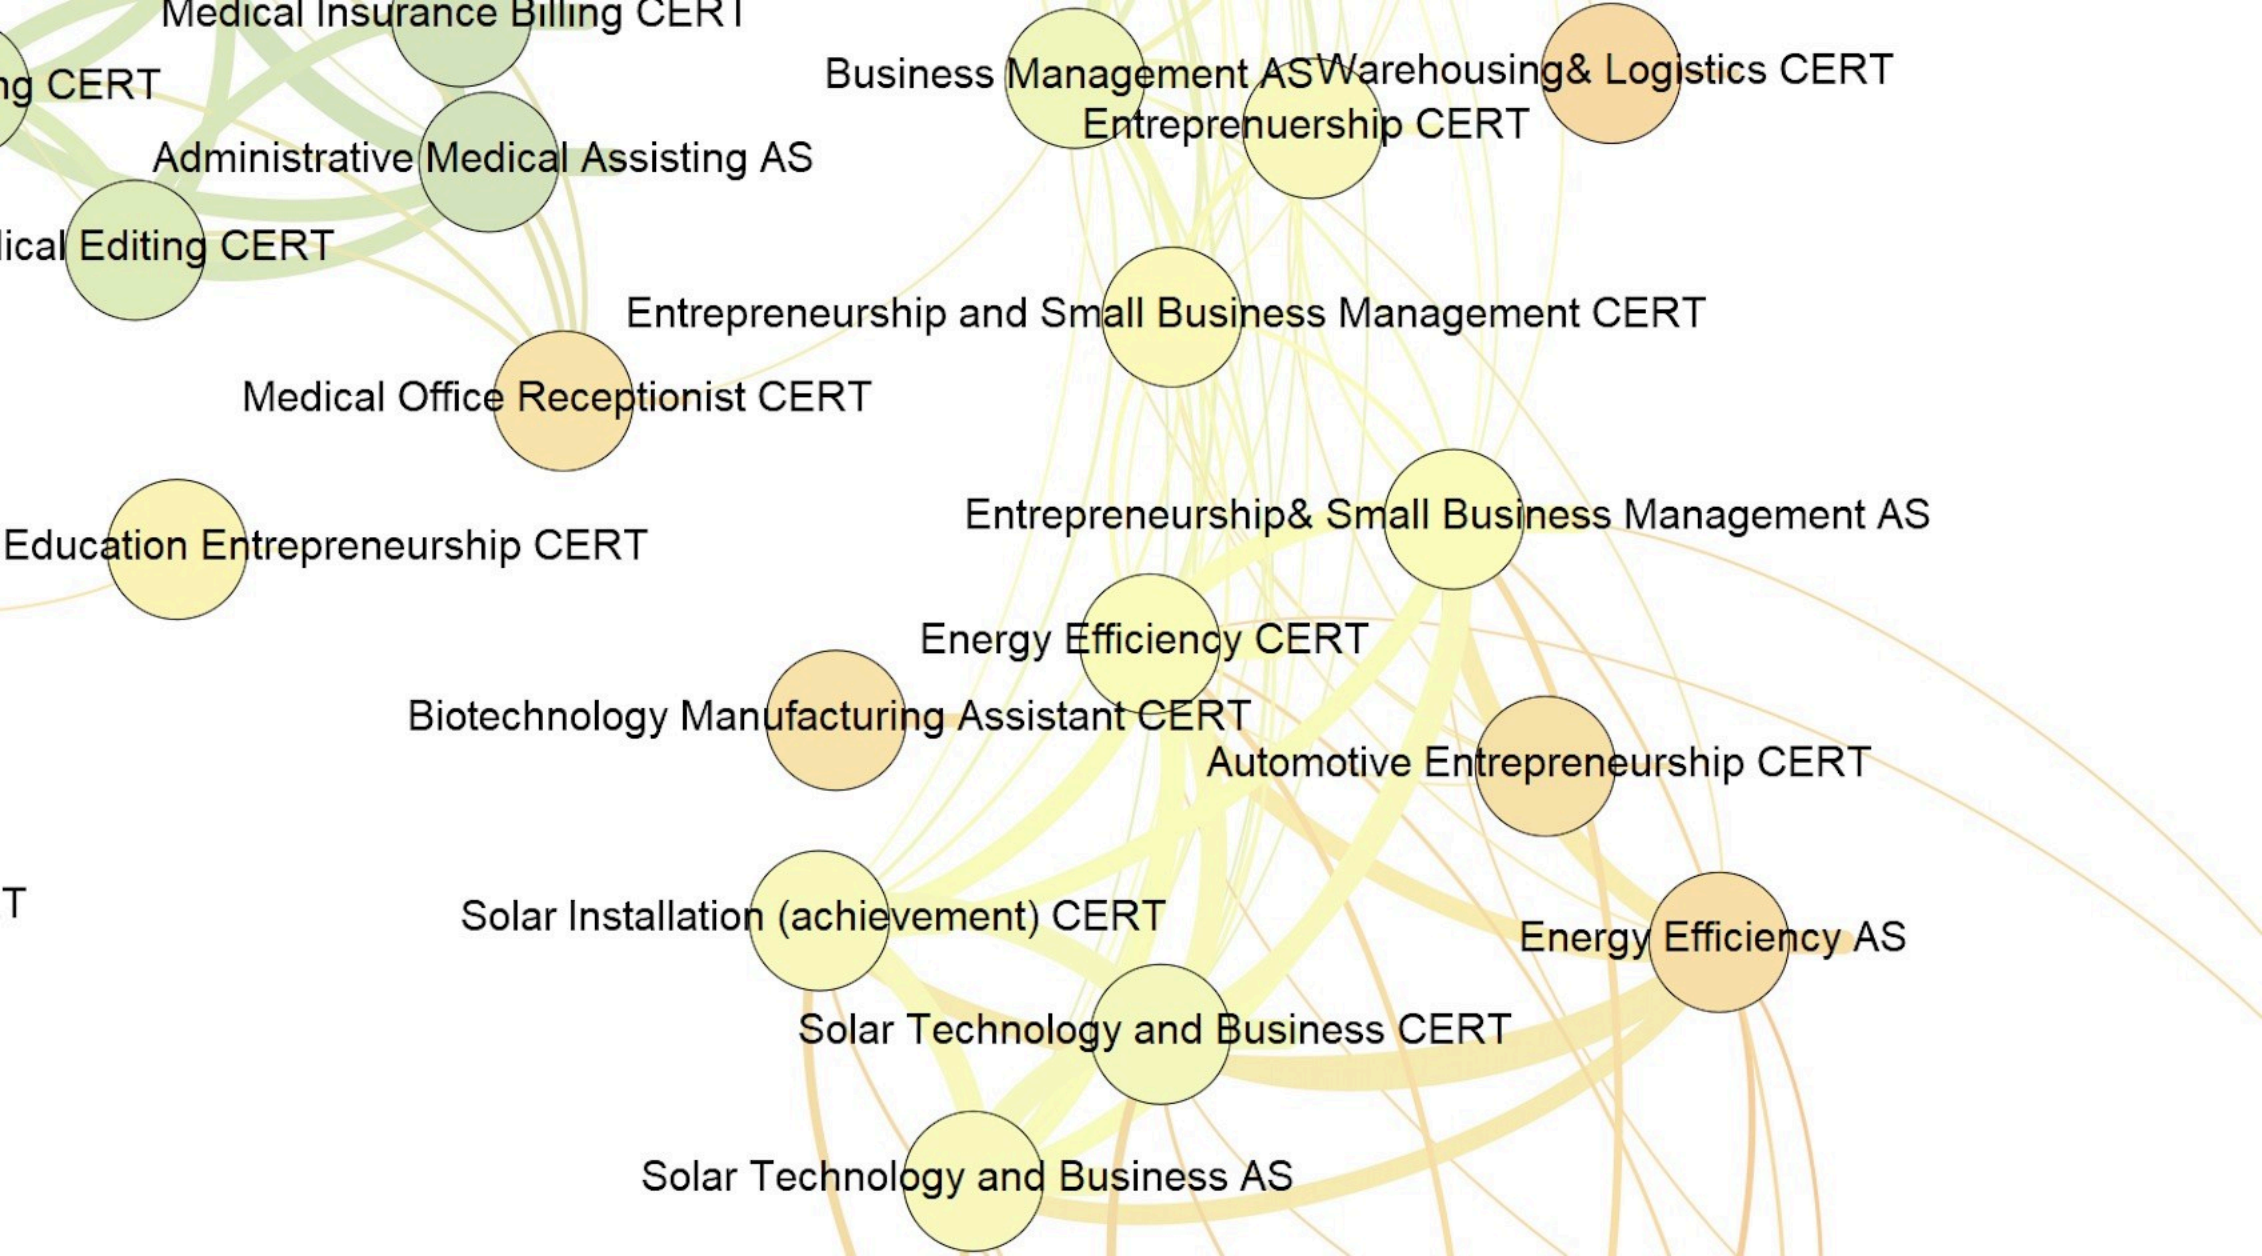 Medical Insurance Billing CERT
Business Management AS
Warehousing& Logistics CERT
ng CERT
Entreprenuership CERT
Administrative Medical Assisting AS
lical Editing CERT
Entrepreneurship and Small Business Management CERT
Medical Office Receptionist CERT
Entrepreneurship& Small Business Management AS
Education Entrepreneurship CERT
Energy Efficiency CERT
Biotechnology Manufacturing Assistant CERT
Automotive Entrepreneurship CERT
T
Solar Installation (achievement) CERT
Energy Efficiency AS
Solar Technology and Business CERT
Solar Technology and Business AS